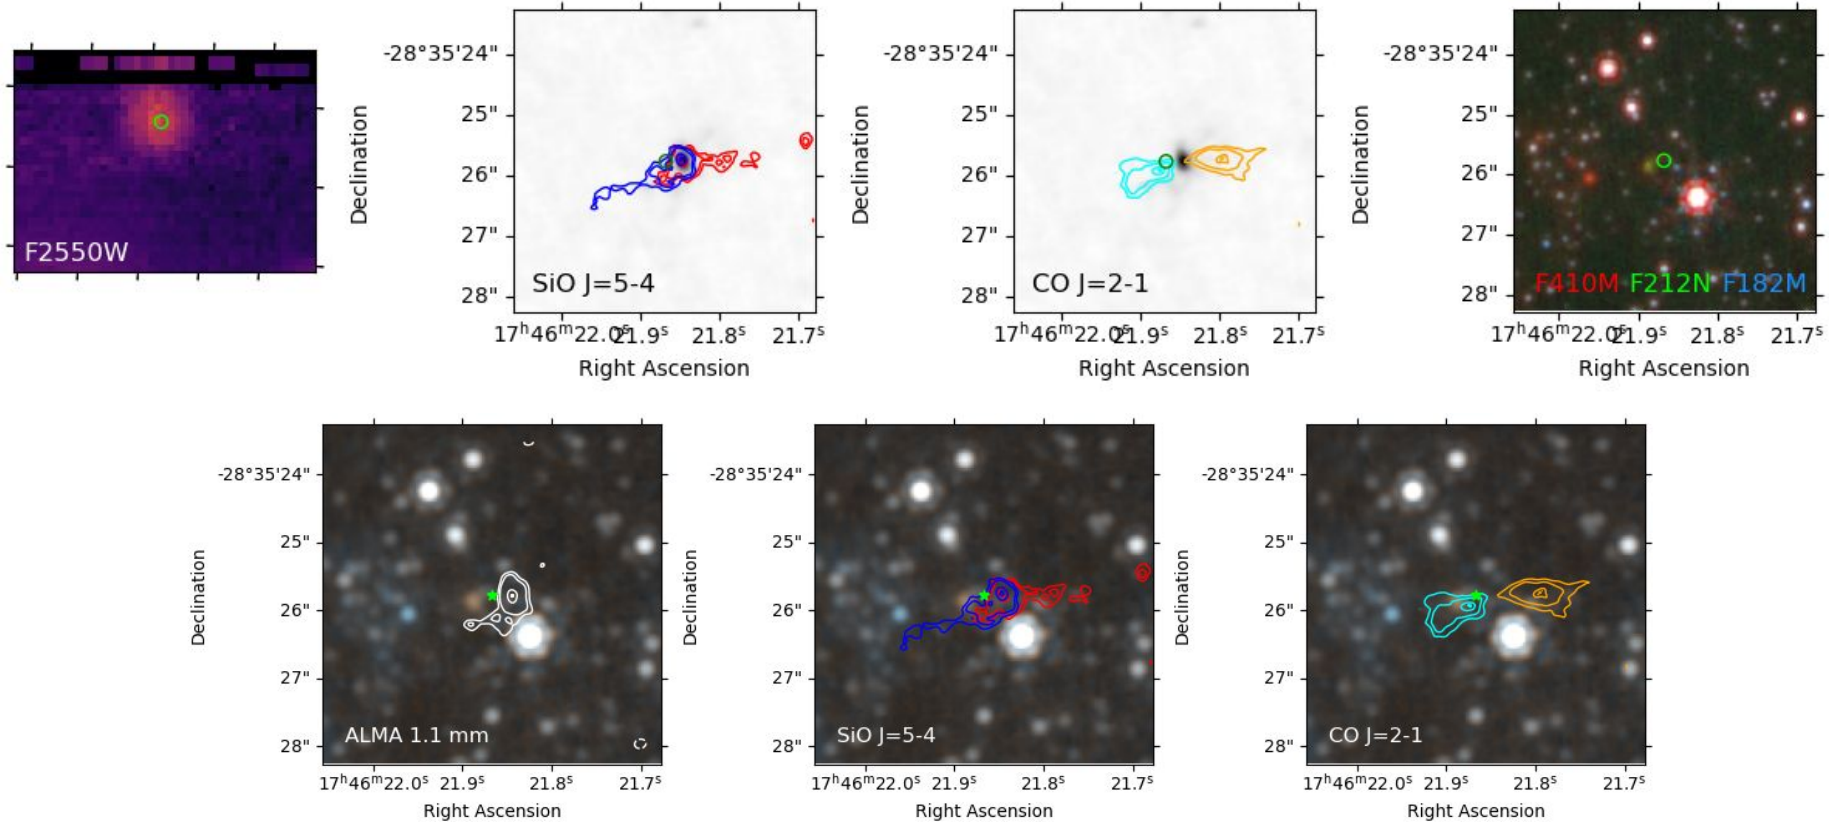 F2550W
Declination
-28°35'24"
25"
26"
27"
28"
SiO J=5-4
17ʰ46ᵐ22.0ˢ 21.9ˢ 21.8ˢ 21.7ˢ
Right Ascension
Declination
-28°35'24"
25"
26"
27"
28"
CO J=2-1
17ʰ46ᵐ22.0ˢ 21.9ˢ 21.8ˢ 21.7ˢ
Right Ascension
Declination
-28°35'24"
25"
26"
27"
28"
F410M F212N F182M
17ʰ46ᵐ22.0ˢ 21.9ˢ 21.8ˢ 21.7ˢ
Right Ascension
Declination
-28°35'24"
25"
26"
27"
28"
ALMA 1.1 mm
17ʰ46ᵐ22.0ˢ 21.9ˢ 21.8ˢ 21.7ˢ
Right Ascension
Declination
-28°35'24"
25"
26"
27"
28"
SiO J=5-4
17ʰ46ᵐ22.0ˢ 21.9ˢ 21.8ˢ 21.7ˢ
Right Ascension
Declination
-28°35'24"
25"
26"
27"
28"
CO J=2-1
17ʰ46ᵐ22.0ˢ 21.9ˢ 21.8ˢ 21.7ˢ
Right Ascension